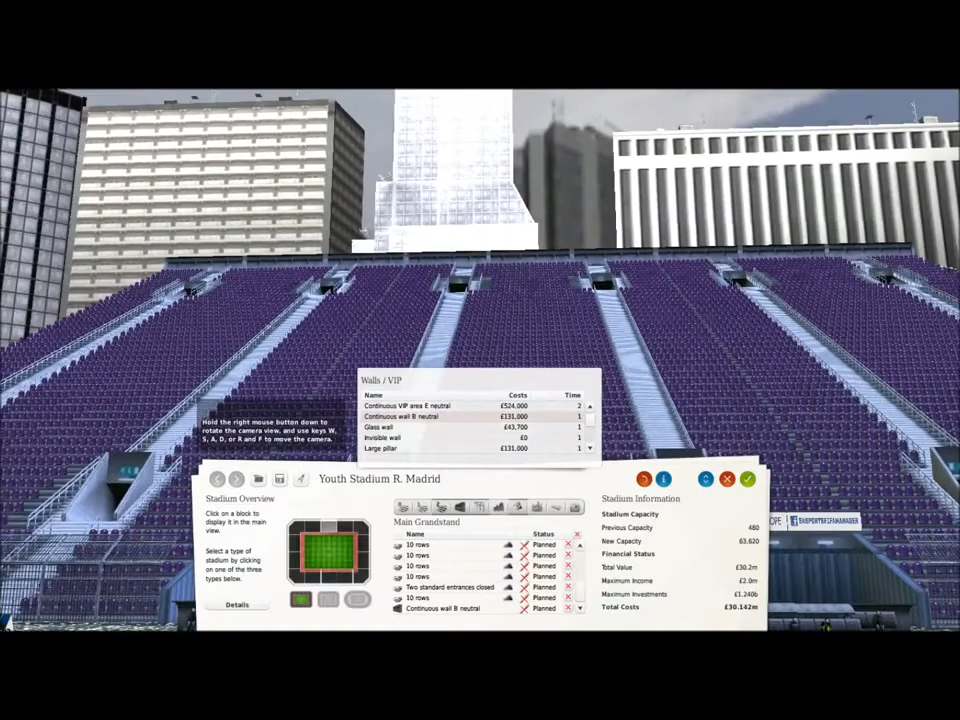 Walls / VIP
Name Costs Time
Continuous VIP area E neutral £524,000 2
Continuous wall B neutral £131,000 1
Glass wall £43,700 1
Invisible wall £0 1
Large pillar £131,000 1
Hold the right mouse button down to
rotate the camera view, and use keys W,
S, A, D, or R and F to move the camera.
Youth Stadium R. Madrid
Stadium Overview
Click on a block to
display it in the main
view.
Select a type of
stadium by clicking
on one of the three
types below.
Details
Main Grandstand
Name Status
10 rows Planned
10 rows Planned
10 rows Planned
10 rows Planned
Two standard entrances closed Planned
10 rows Planned
Continuous wall B neutral Planned
Stadium Information
Stadium Capacity
Previous Capacity 480
New Capacity 63.620
Financial Status
Total Value £30.2m
Maximum Income £2.0m
Maximum Investments £1.240b
Total Costs £30.142m
OPE f EASPORTSFIFAMANAGER